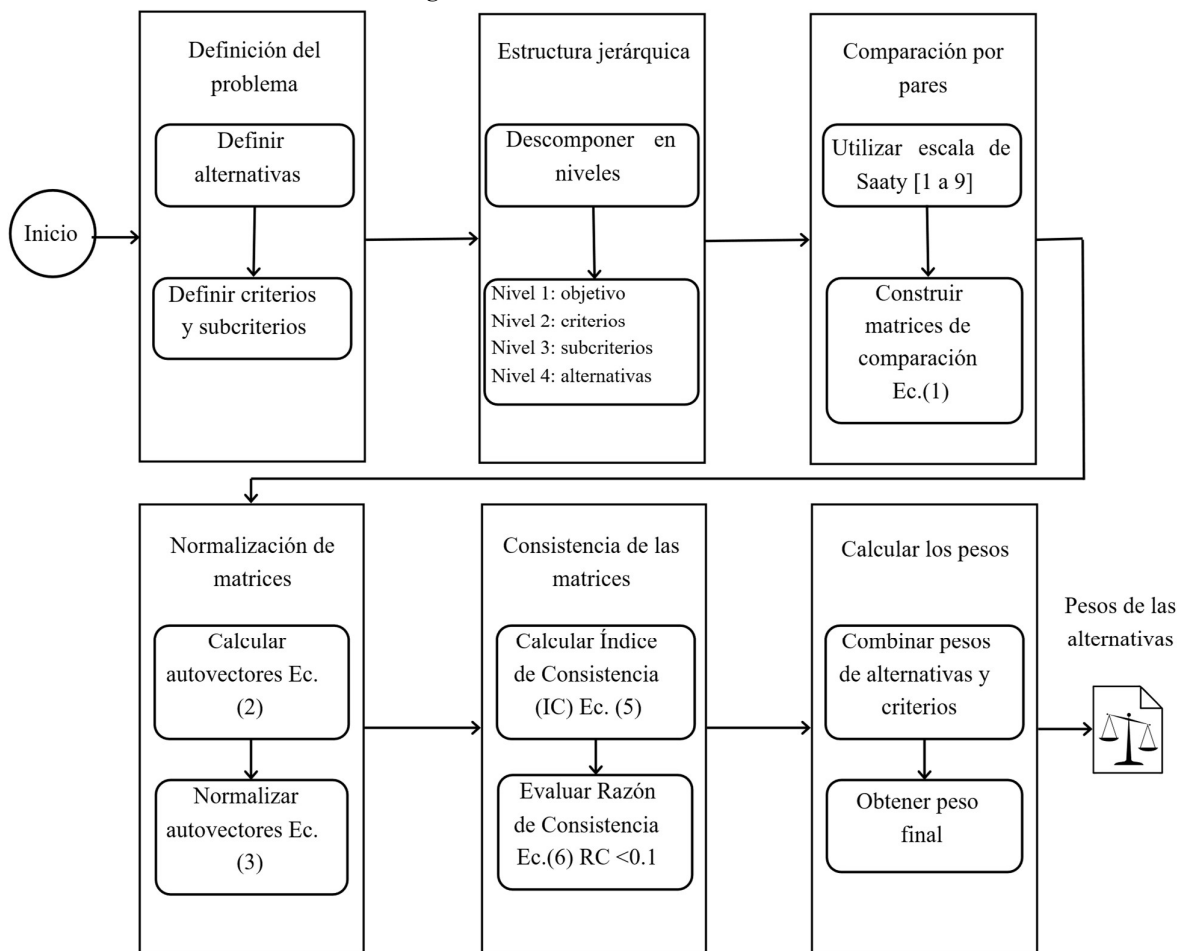 Definición del
problema
Definir
alternativas
Definir criterios
y subcriterios
Estructura jerárquica
Descomponer en
niveles
Nivel 1: objetivo
Nivel 2: criterios
Nivel 3: subcriterios
Nivel 4: alternativas
Comparación por
pares
Utilizar escala de
Saaty [1 a 9]
Construir
matrices de
comparación
Ec.(1)
Inicio
Normalización de
matrices
Calcular
autovectores Ec.
(2)
Normalizar
autovectores Ec.
(3)
Consistencia de las
matrices
Calcular Índice
de Consistencia
(IC) Ec. (5)
Evaluar Razón
de Consistencia
Ec.(6) RC <0.1
Calcular los pesos
Combinar pesos
de alternativas y
criterios
Obtener peso
final
Pesos de las
alternativas